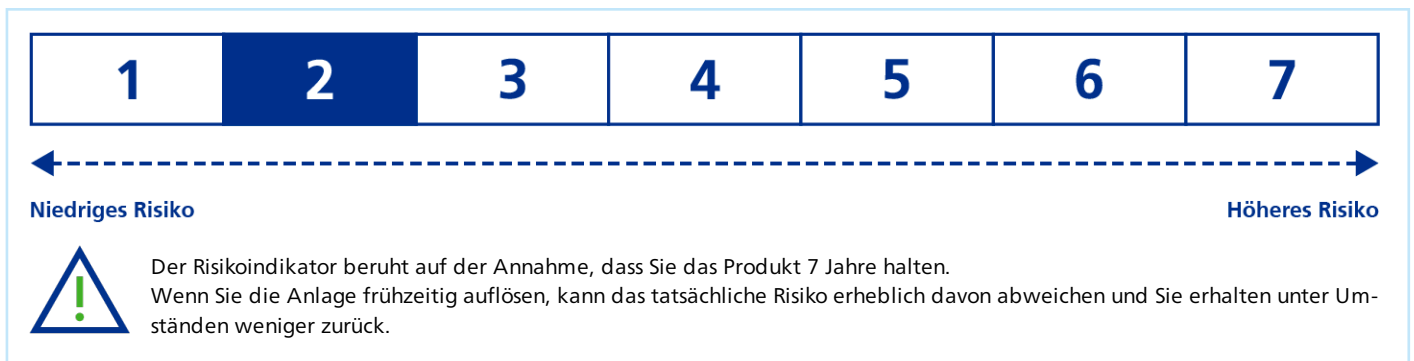 1 2 3 4 5 6 7
Niedriges Risiko Höheres Risiko
Der Risikoindikator beruht auf der Annahme, dass Sie das Produkt 7 Jahre halten.
Wenn Sie die Anlage frühzeitig auflösen, kann das tatsächliche Risiko erheblich davon abweichen und Sie erhalten unter Um-
ständen weniger zurück.